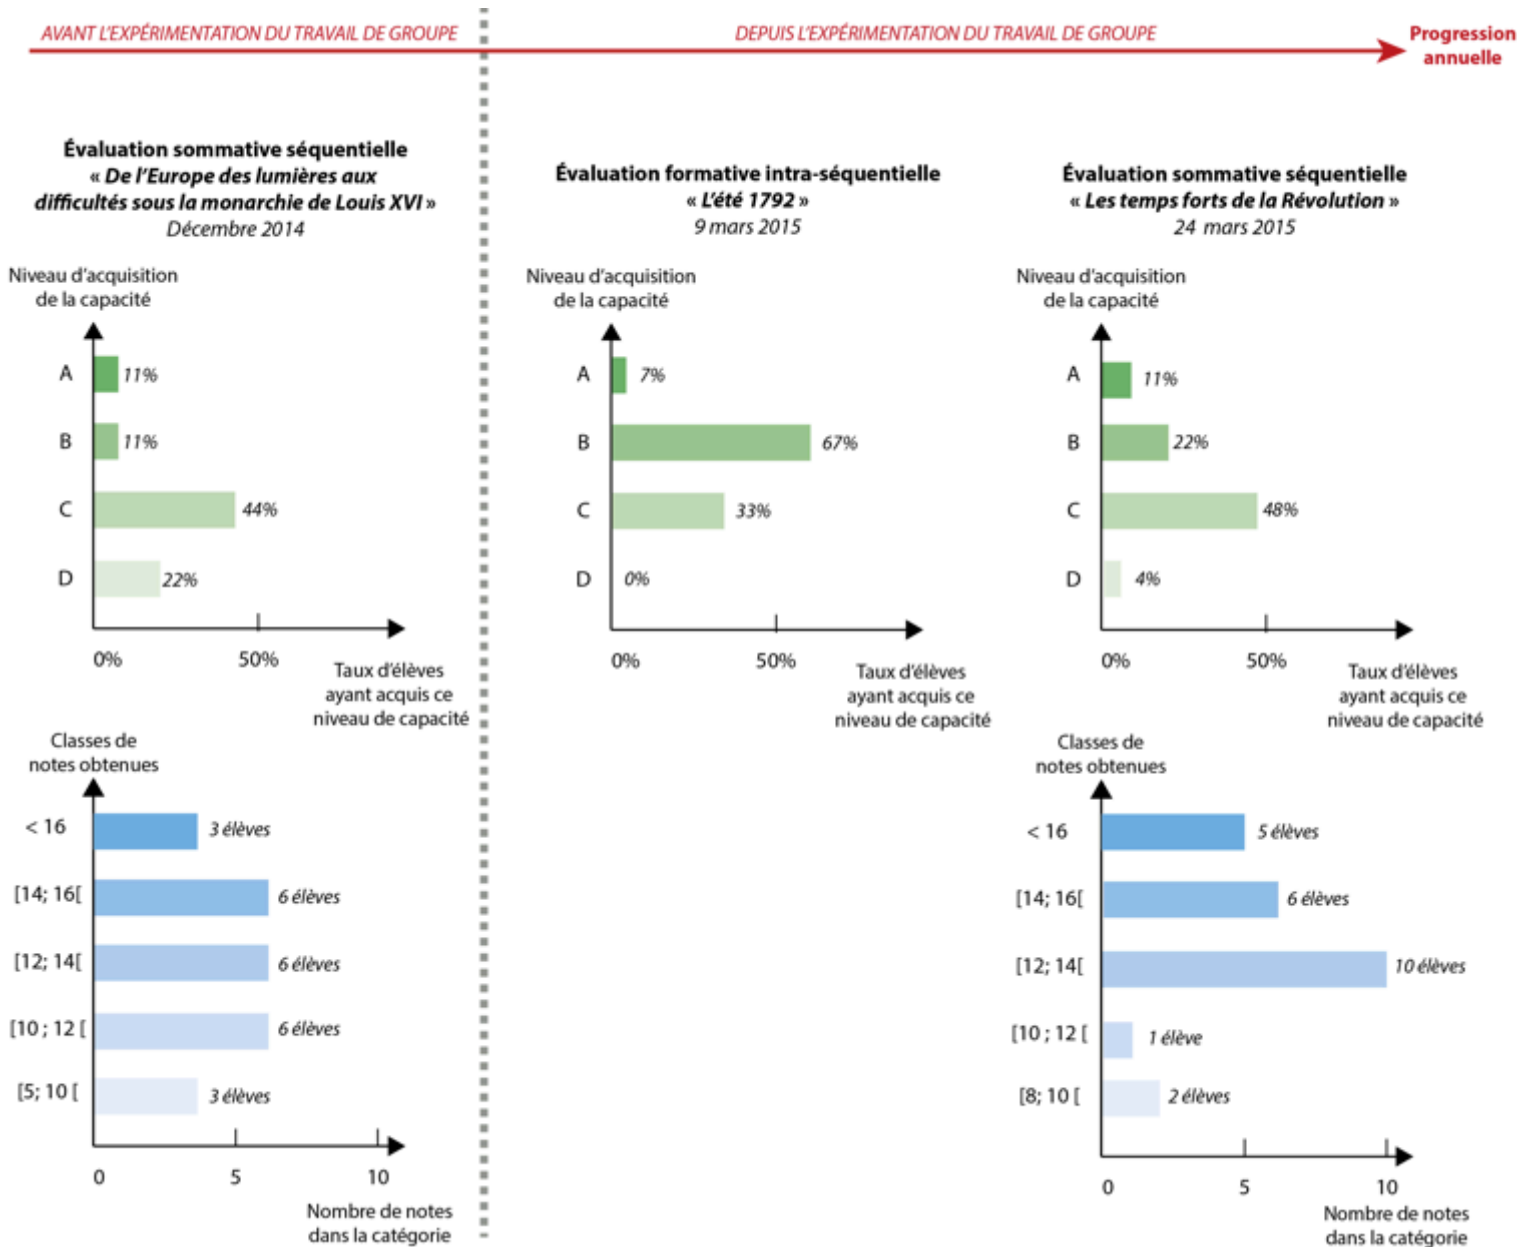 AVANT L'EXPÉRIMENTATION DU TRAVAIL DE GROUPE
DEPUIS L'EXPÉRIMENTATION DU TRAVAIL DE GROUPE
Progression
annuelle
Évaluation sommative séquentielle
« De l'Europe des lumières aux
difficultés sous la monarchie de Louis XVI »
Décembre 2014
Niveau d'acquisition
de la capacité
A
11%
B
11%
C
44%
D
22%
0%
50%
Taux d'élèves
ayant acquis ce
niveau de capacité
Classes de
notes obtenues
< 16
3 élèves
[14; 16[
6 élèves
[12; 14[
6 élèves
[10 ; 12 [
6 élèves
[5; 10 [
3 élèves
0
5
10
Nombre de notes
dans la catégorie
Évaluation formative intra-séquentielle
« L'été 1792 »
9 mars 2015
Niveau d'acquisition
de la capacité
A
7%
B
67%
C
33%
D
0%
0%
50%
Taux d'élèves
ayant acquis ce
niveau de capacité
Évaluation sommative séquentielle
« Les temps forts de la Révolution »
24 mars 2015
Niveau d'acquisition
de la capacité
A
11%
B
22%
C
48%
D
4%
0%
50%
Taux d'élèves
ayant acquis ce
niveau de capacité
Classes de
notes obtenues
< 16
5 élèves
[14; 16[
6 élèves
[12; 14[
10 élèves
[10 ; 12 [
1 élève
[8; 10 [
2 élèves
0
5
10
Nombre de notes
dans la catégorie